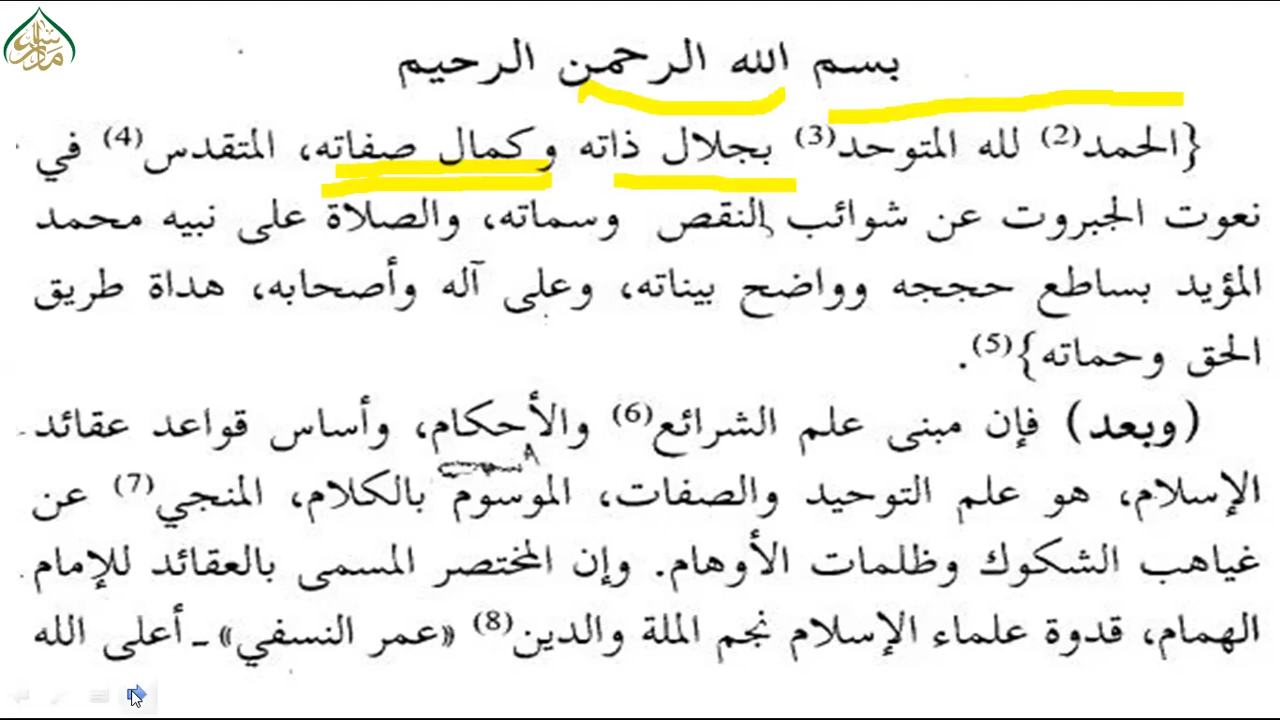 بسم الله الرحمن الرحيم
{الحمد(2) لله المتوحد(3) بجلال ذاته وكمال صفاته، المتقدس(4) في
نعوت الجبروت عن شوائب النقص وسماته، والصلاة على نبيه محمد
المؤيد بساطع حججه وواضح بيناته، وعلى آله وأصحابه، هداة طريق
الحق وحماته}(5).
(وبعد) فإن مبنى علم الشرائع(6) والأحكام، وأساس قواعد عقائد
الإسلام، هو علم التوحيد والصفات، الموسوم بالكلام، المنجي(7) عن
غياهب الشكوك وظلمات الأوهام. وإن المختصر المسمى بالعقائد للإمام
الهمام، قدوة علماء الإسلام نجم الملة والدين(8) «عمر النسفي» ـ أعلى الله